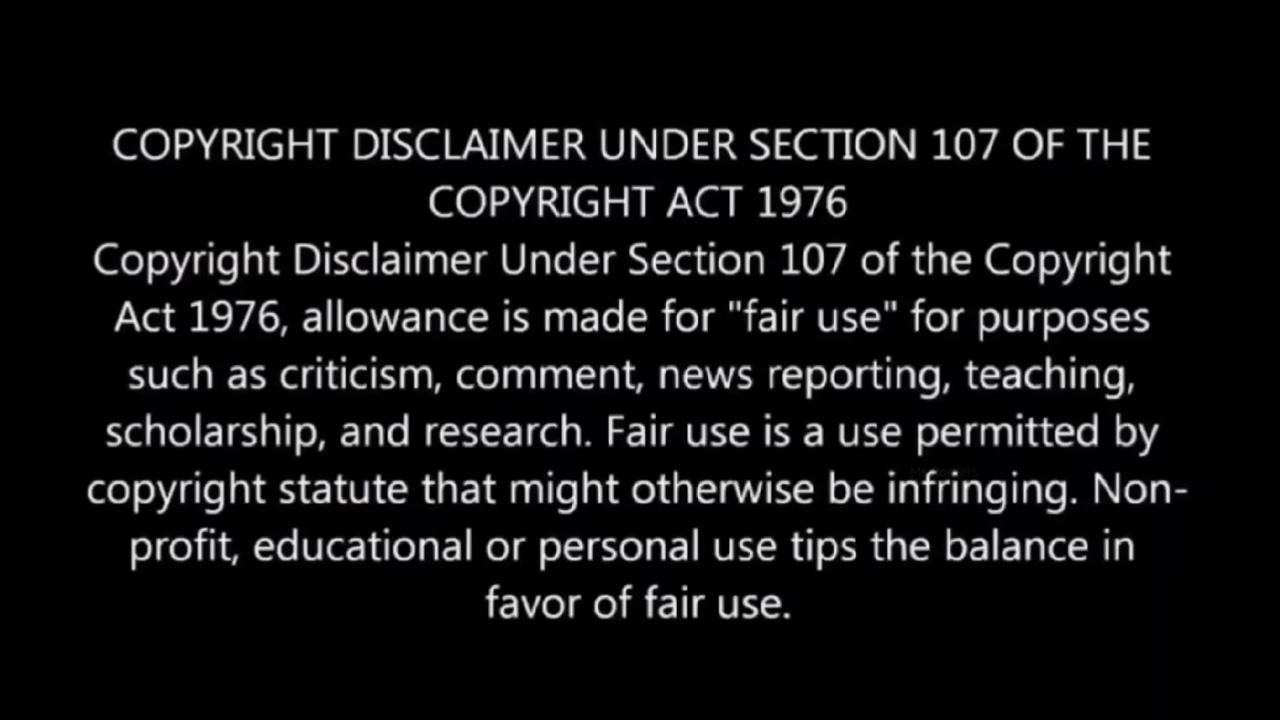 COPYRIGHT DISCLAIMER UNDER SECTION 107 OF THE
COPYRIGHT ACT 1976
Copyright Disclaimer Under Section 107 of the Copyright
Act 1976, allowance is made for "fair use" for purposes
such as criticism, comment, news reporting, teaching,
scholarship, and research. Fair use is a use permitted by
copyright statute that might otherwise be infringing. Non-
profit, educational or personal use tips the balance in
favor of fair use.